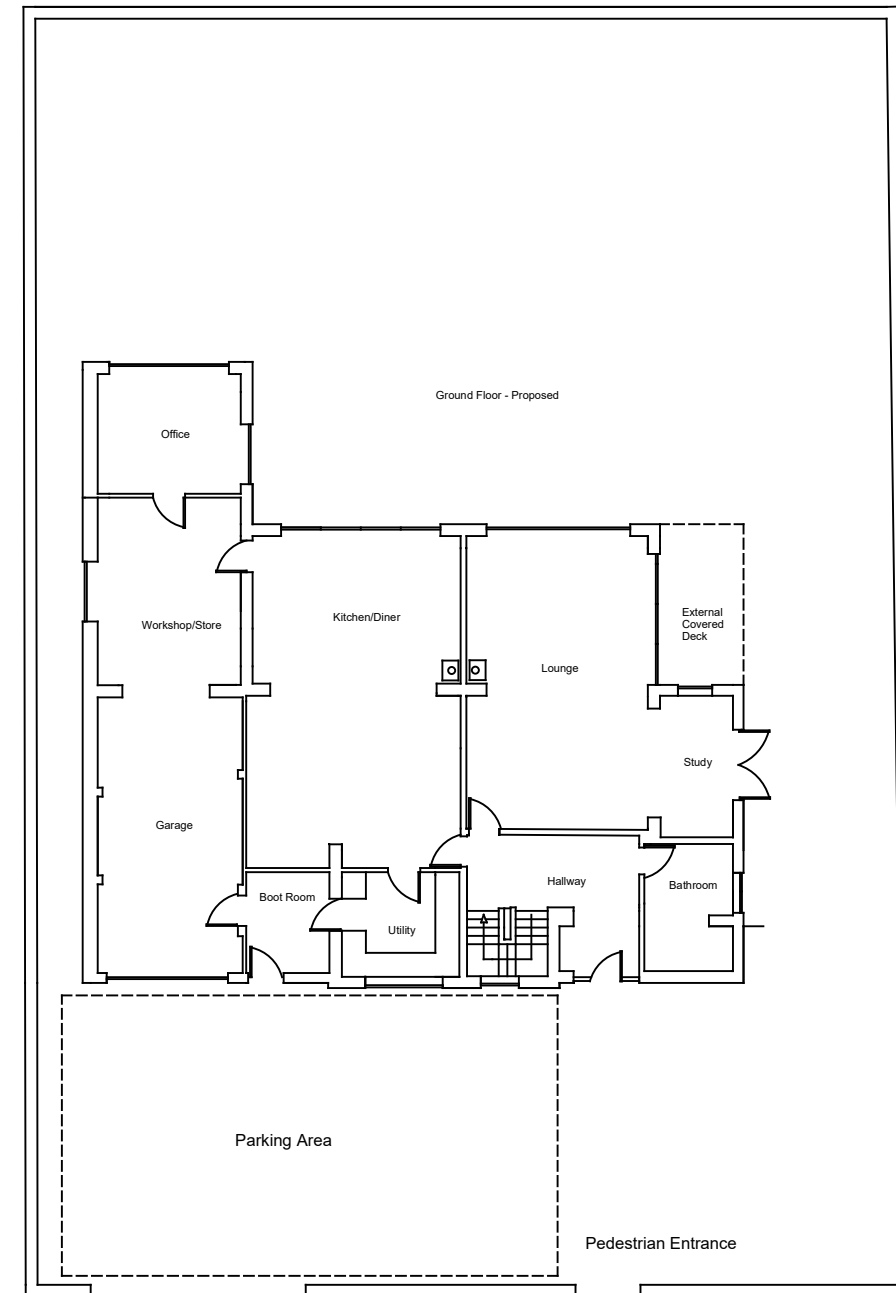 Ground Floor - Proposed
Office
Workshop/Store
Kitchen/Diner
External
Covered
Deck
Lounge
Study
Garage
Hallway
Bathroom
Boot Room
Utility
Parking Area
Pedestrian Entrance